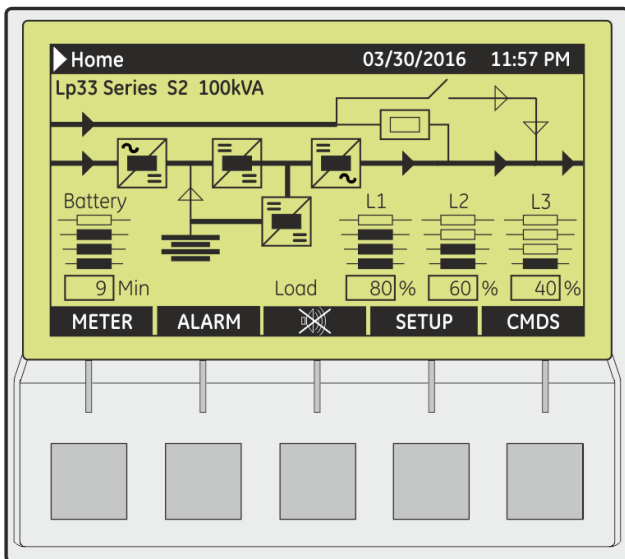 Home 03/30/2016 11:57 PM
Lp33 Series S2 100kVA
Battery L1 L2 L3
9 Min Load 80 % 60 % 40 %
METER ALARM SETUP CMDS